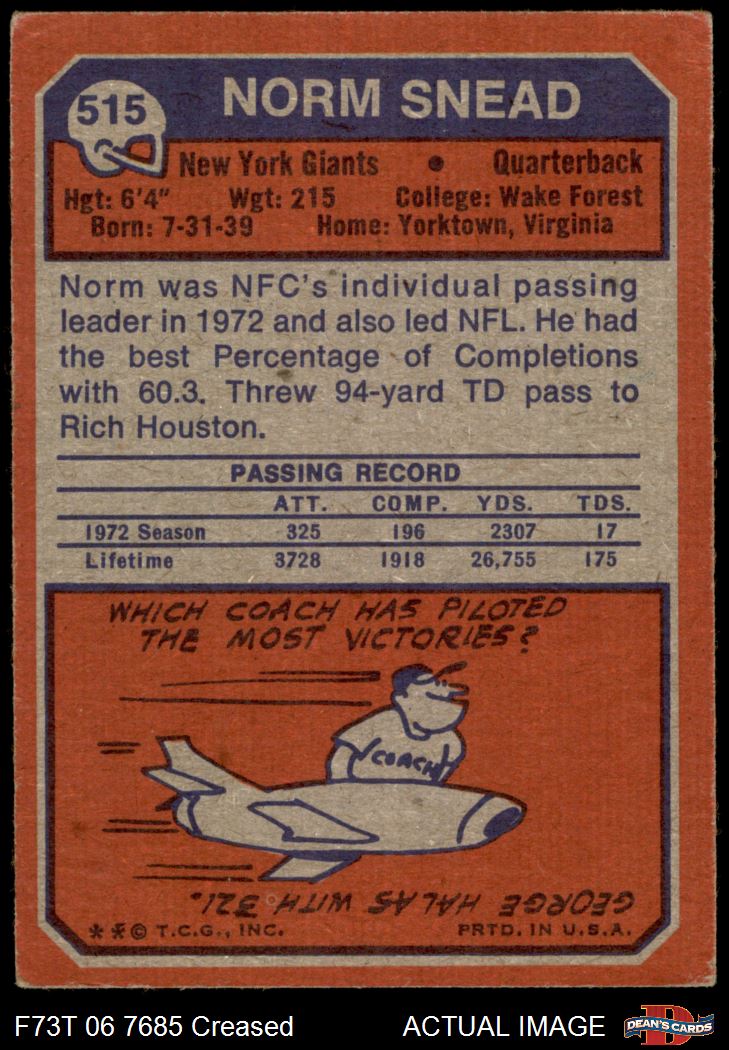 515
NORM SNEAD
New York Giants • Quarterback
Hgt: 6'4" Wgt: 215 College: Wake Forest
Born: 7-31-39 Home: Yorktown, Virginia
Norm was NFC's individual passing
leader in 1972 and also led NFL. He had
the best Percentage of Completions
with 60.3. Threw 94-yard TD pass to
Rich Houston.
PASSING RECORD
ATT. COMP. YDS. TDS.
1972 Season 325 196 2307 17
Lifetime 3728 1918 26,755 175
WHICH COACH HAS PILOTED
THE MOST VICTORIES?
COACH
GEORGE HALAS WITH 321.
**© T.C.G., INC. PRTD. IN U.S.A.
F73T 06 7685 Creased ACTUAL IMAGE
D
DEAN'S CARDS